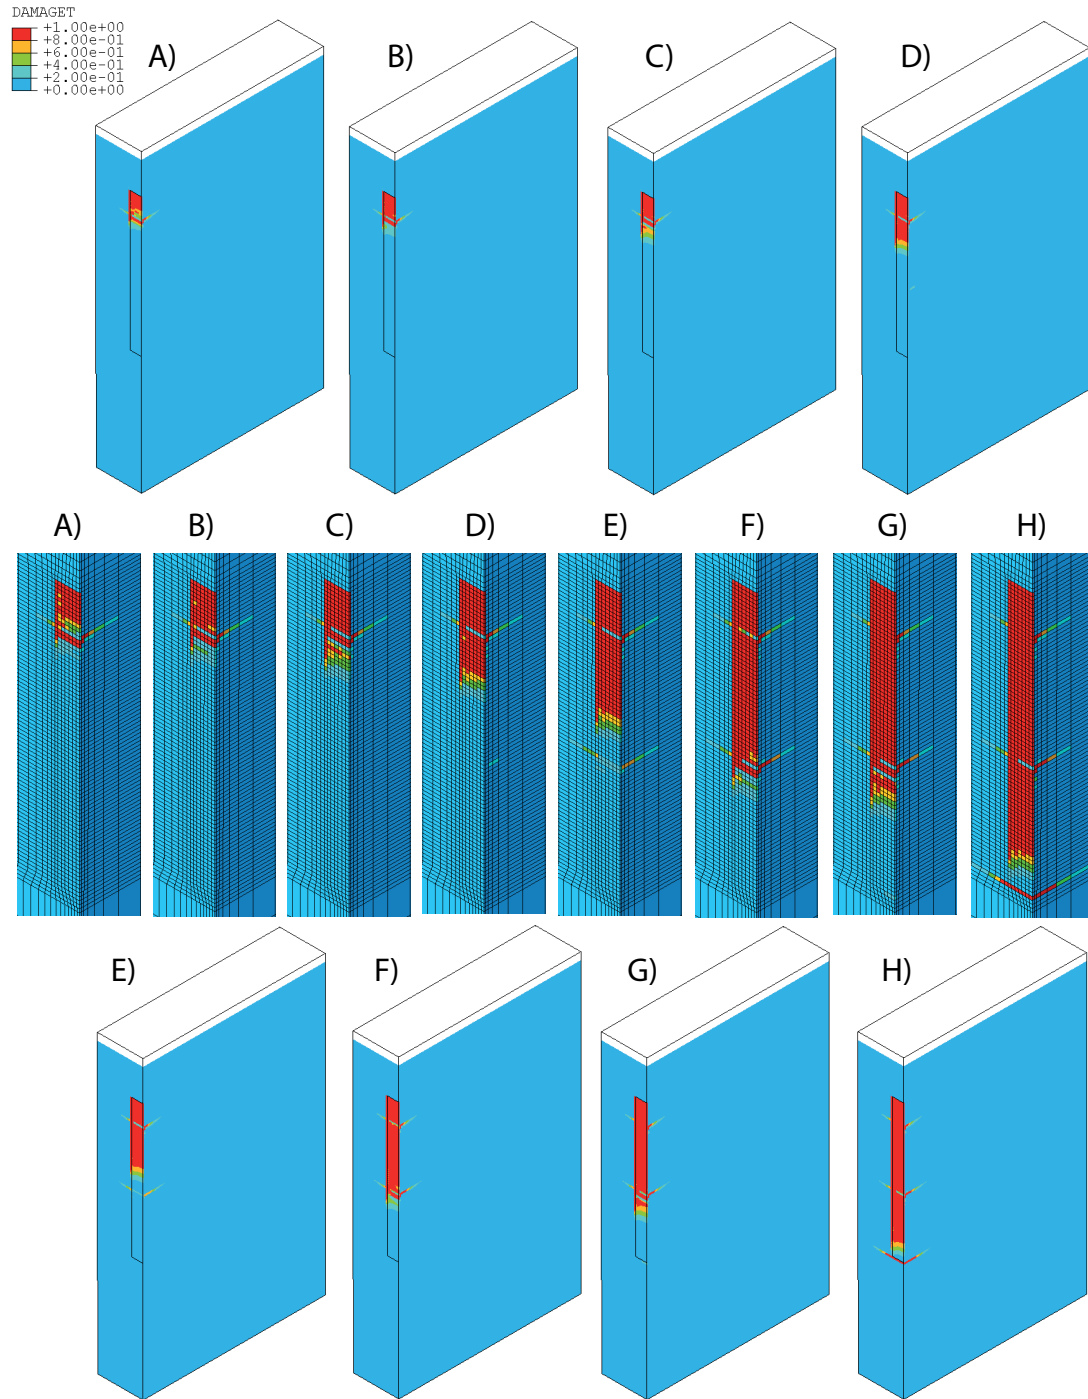 DAMAGET
+1.00e+00
+8.00e-01
+6.00e-01
+4.00e-01
+2.00e-01
+0.00e+00
A) B) C) D)
A) B) C) D) E) F) G) H)
E) F) G) H)